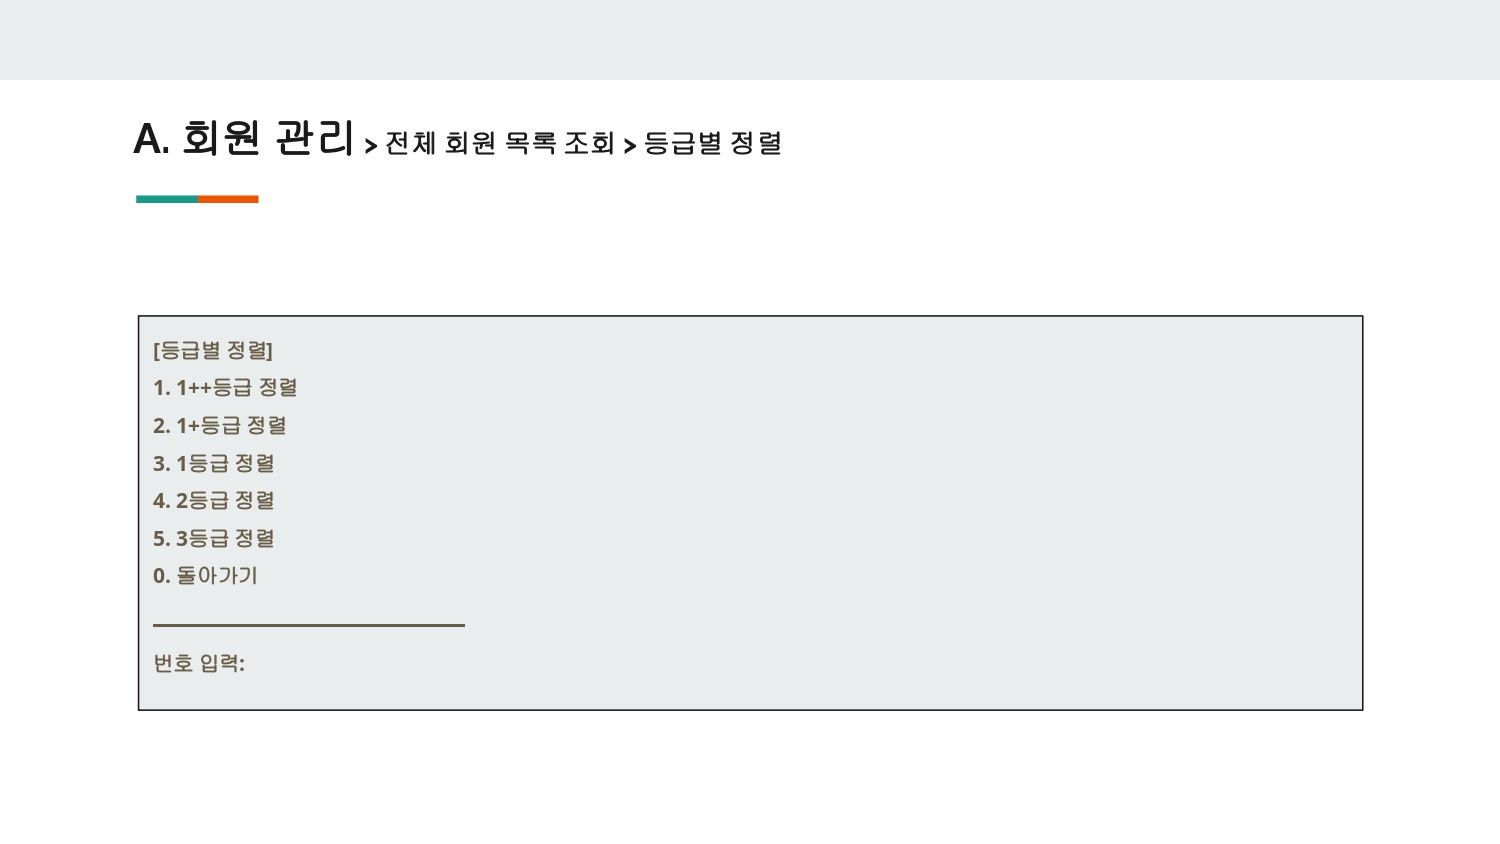 A. 회원 관리 > 전체 회원 목록 조회 > 등급별 정렬
[등급별 정렬]
1. 1++등급 정렬
2. 1+등급 정렬
3. 1등급 정렬
4. 2등급 정렬
5. 3등급 정렬
0. 돌아가기
번호 입력: